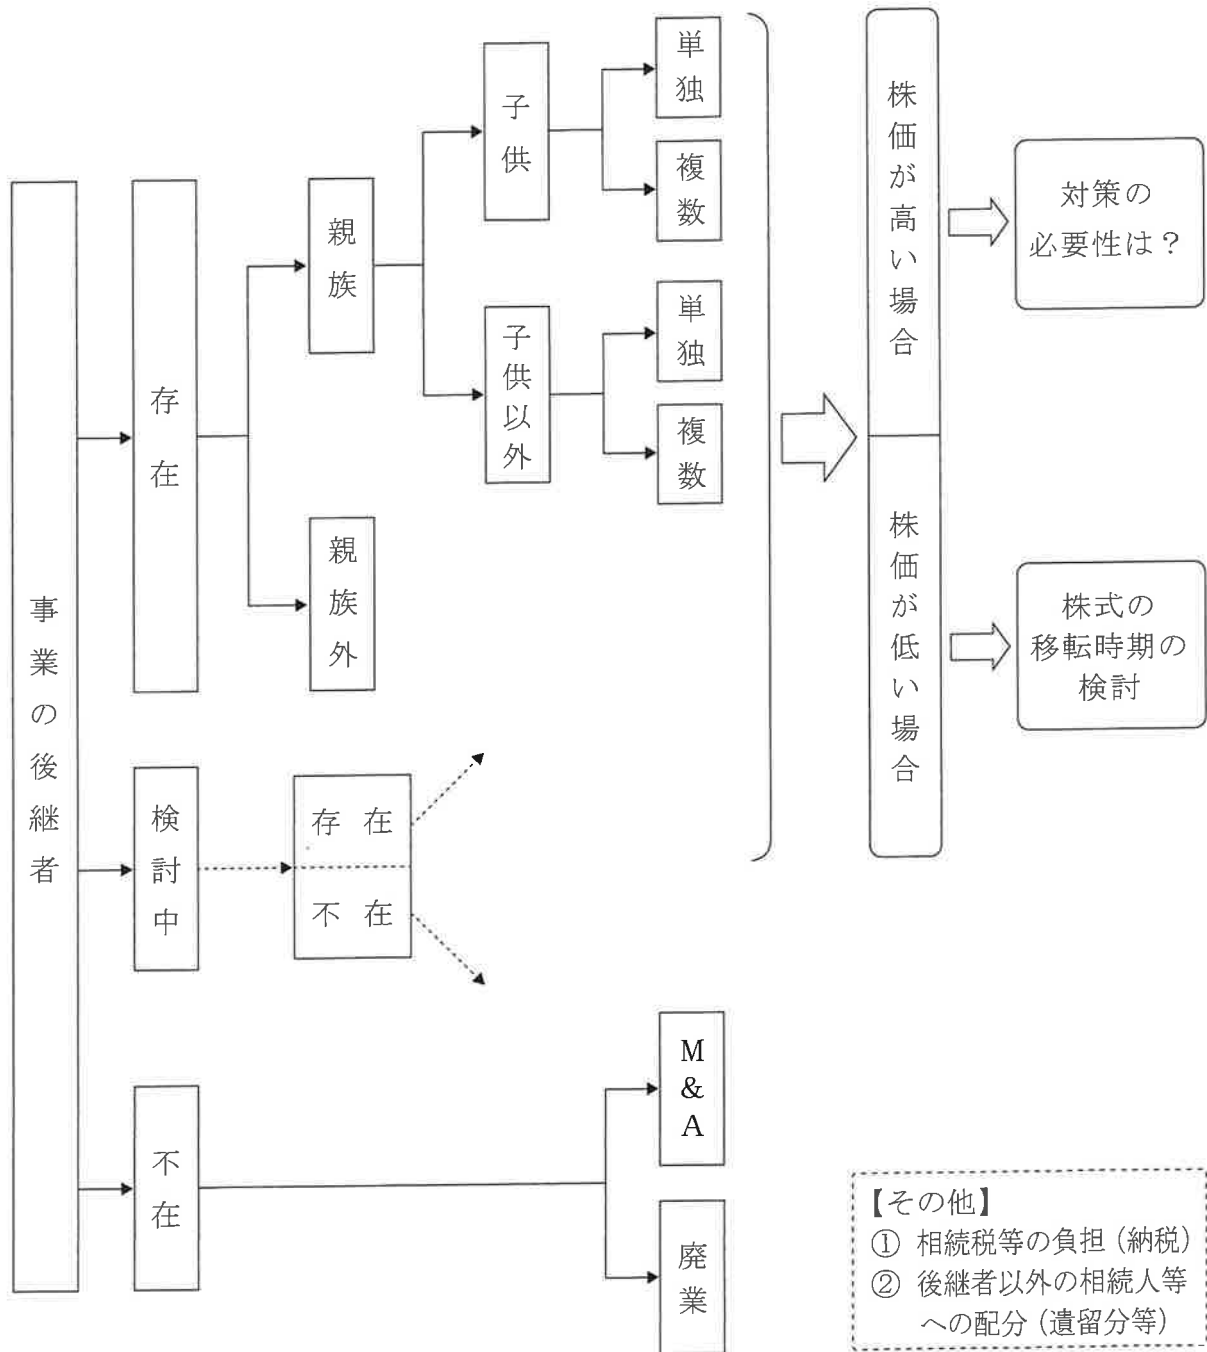 事業の後継者
存在
親族
子供
単独
複数
子供以外
単独
複数
親族外
検討中
存 在
不 在
不在
M&A
廃業
株価が高い場合
対策の
必要性は？
株価が低い場合
株式の
移転時期の
検討
【その他】
① 相続税等の負担（納税）
② 後継者以外の相続人等
への配分（遺留分等）